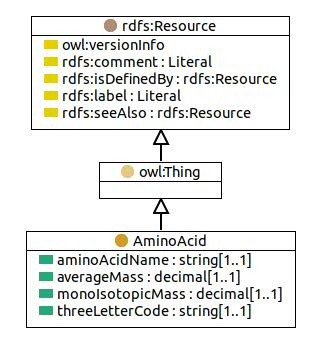 rdfs:Resource
owl:versionInfo
rdfs:comment : Literal
rdfs:isDefinedBy : rdfs:Resource
rdfs:label : Literal
rdfs:seeAlso : rdfs:Resource
owl:Thing
AminoAcid
aminoAcidName : string[1..1]
averageMass : decimal[1..1]
monoIsotopicMass : decimal[1..1]
threeLetterCode : string[1..1]